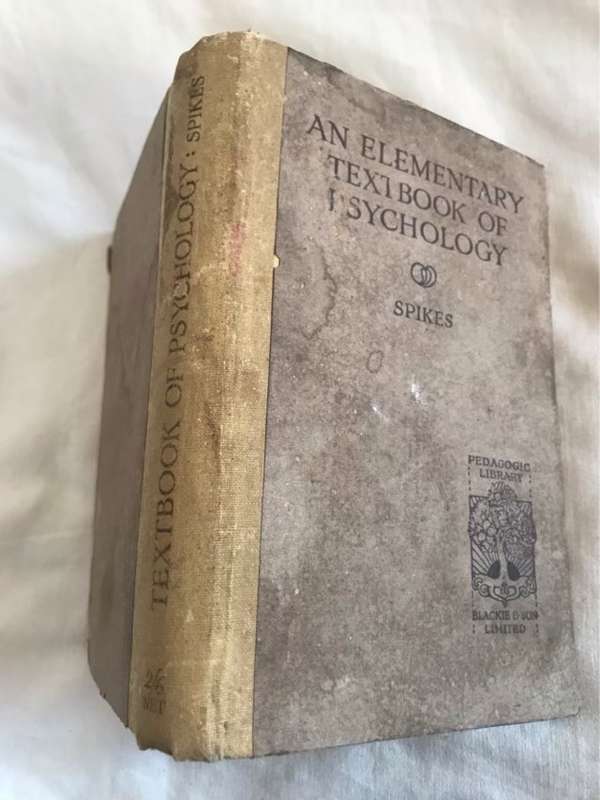 AN ELEMENTARY
TEXTBOOK OF
PSYCHOLOGY
SPIKES
PEDAGOGIC
LIBRARY
BLACKIE & SON
LIMITED
TEXTBOOK OF PSYCHOLOGY: SPIKES
NET